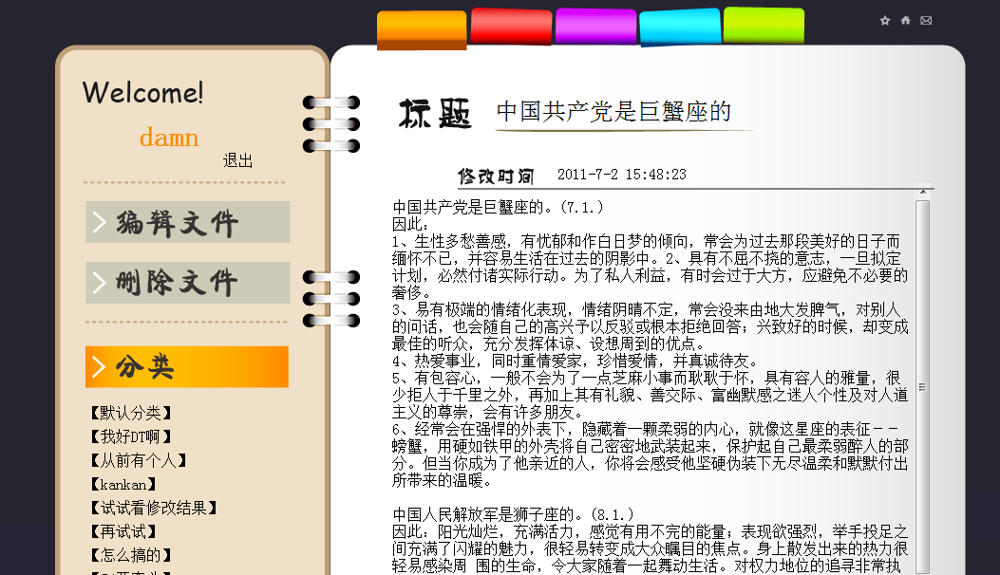 Welcome!
damn
退出
编辑文件
删除文件
分类
【默认分类】
【我好DT啊】
【从前有个人】
【kankan】
【试试看修改结果】
【再试试】
【怎么搞的】
标题 中国共产党是巨蟹座的
修改时间 2011-7-2 15:48:23
中国共产党是巨蟹座的。(7.1.)
因此:
1、生性多愁善感，有忧郁和作白日梦的倾向，常会为过去那段美好的日子而
缅怀不已，并容易生活在过去的阴影中。2、具有不屈不挠的意志，一旦拟定
计划，必然付诸实际行动。为了私人利益，有时会过于大方，应避免不必要的
奢侈。
3、易有极端的情绪化表现，情绪阴晴不定，常会没来由地大发脾气，对别人
的问话，也会随自己的高兴予以反驳或根本拒绝回答；兴致好的时候，却变成
最佳的听众，充分发挥体谅、设想周到的优点。
4、热爱事业，同时重情爱家，珍惜爱情，并真诚待友。
5、有包容心，一般不会为了一点芝麻小事而耿耿于怀，具有容人的雅量，很
少拒人于千里之外，再加上其有礼貌、善交际、富幽默感之迷人个性及对人道
主义的尊崇，会有许多朋友。
6、经常会在强悍的外表下，隐藏着一颗柔弱的内心，就像这星座的表征－－
螃蟹，用硬如铁甲的外壳将自己密密地武装起来，保护起自己最柔弱醉人的部
分。但当你成为了他亲近的人，你将会感受他坚硬伪装下无尽温柔和默默付出
所带来的温暖。
中国人民解放军是狮子座的。(8.1.)
因此：阳光灿烂，充满活力，感觉有用不完的能量；表现欲强烈，举手投足之
间充满了闪耀的魅力，很轻易转变成大众瞩目的焦点。身上散发出来的热力很
轻易感染周 围的生命，令大家随着一起舞动生活。对权力地位的追寻非常执